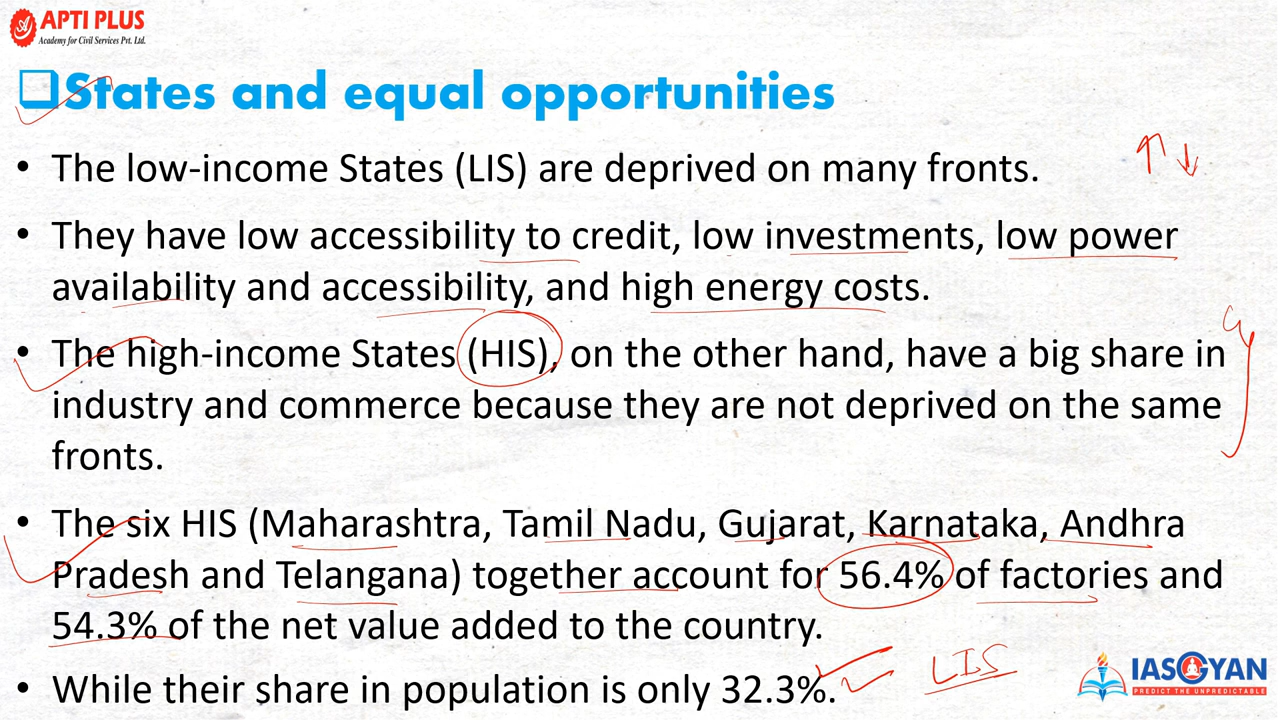 APTI PLUS
Academy for Civil Services Pvt. Ltd.
States and equal opportunities
• The low-income States (LIS) are deprived on many fronts.
• They have low accessibility to credit, low investments, low power
availability and accessibility, and high energy costs.
• The high-income States (HIS), on the other hand, have a big share in
industry and commerce because they are not deprived on the same
fronts.
• The six HIS (Maharashtra, Tamil Nadu, Gujarat, Karnataka, Andhra
Pradesh and Telangana) together account for 56.4% of factories and
54.3% of the net value added to the country.
• While their share in population is only 32.3%.
LIS
IASGYAN
PREDICT THE UNPREDICTABLE